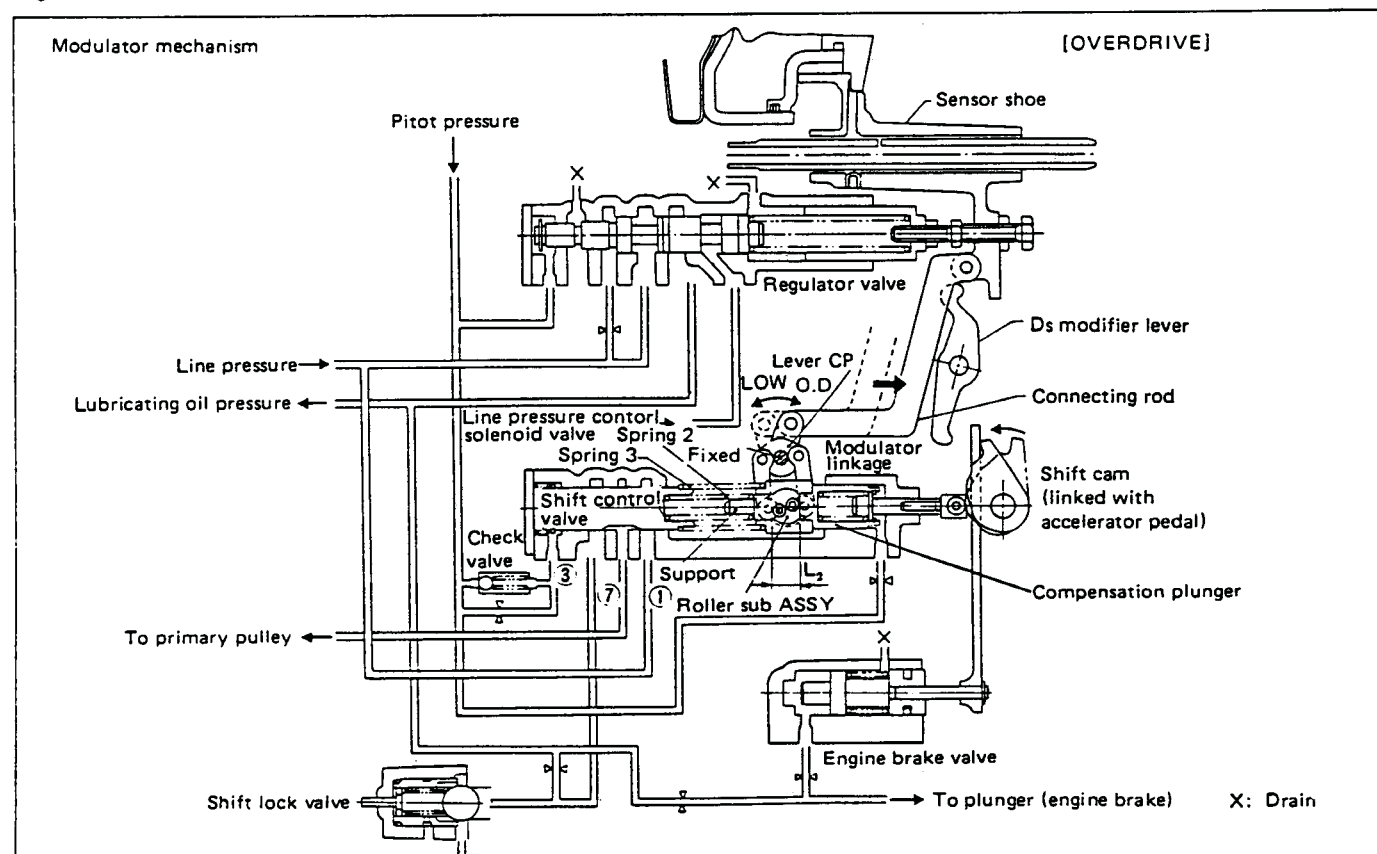 Modulator mechanism
[OVERDRIVE]
Sensor shoe
Pitot pressure
X
X
Regulator valve
Ds modifier lever
Line pressure
Lever CP
LOW O.D
Connecting rod
Lubricating oil pressure
Line pressure contorl
solenoid valve
Spring 2
Fixed
Modulator
linkage
Spring 3
Shift cam
(linked with
accelerator pedal)
Shift control
valve
Check
valve
③
⑦
①
Support
L₂
Roller sub ASSY
Compensation plunger
To primary pulley
X
Engine brake valve
Shift lock valve
To plunger (engine brake)
X: Drain